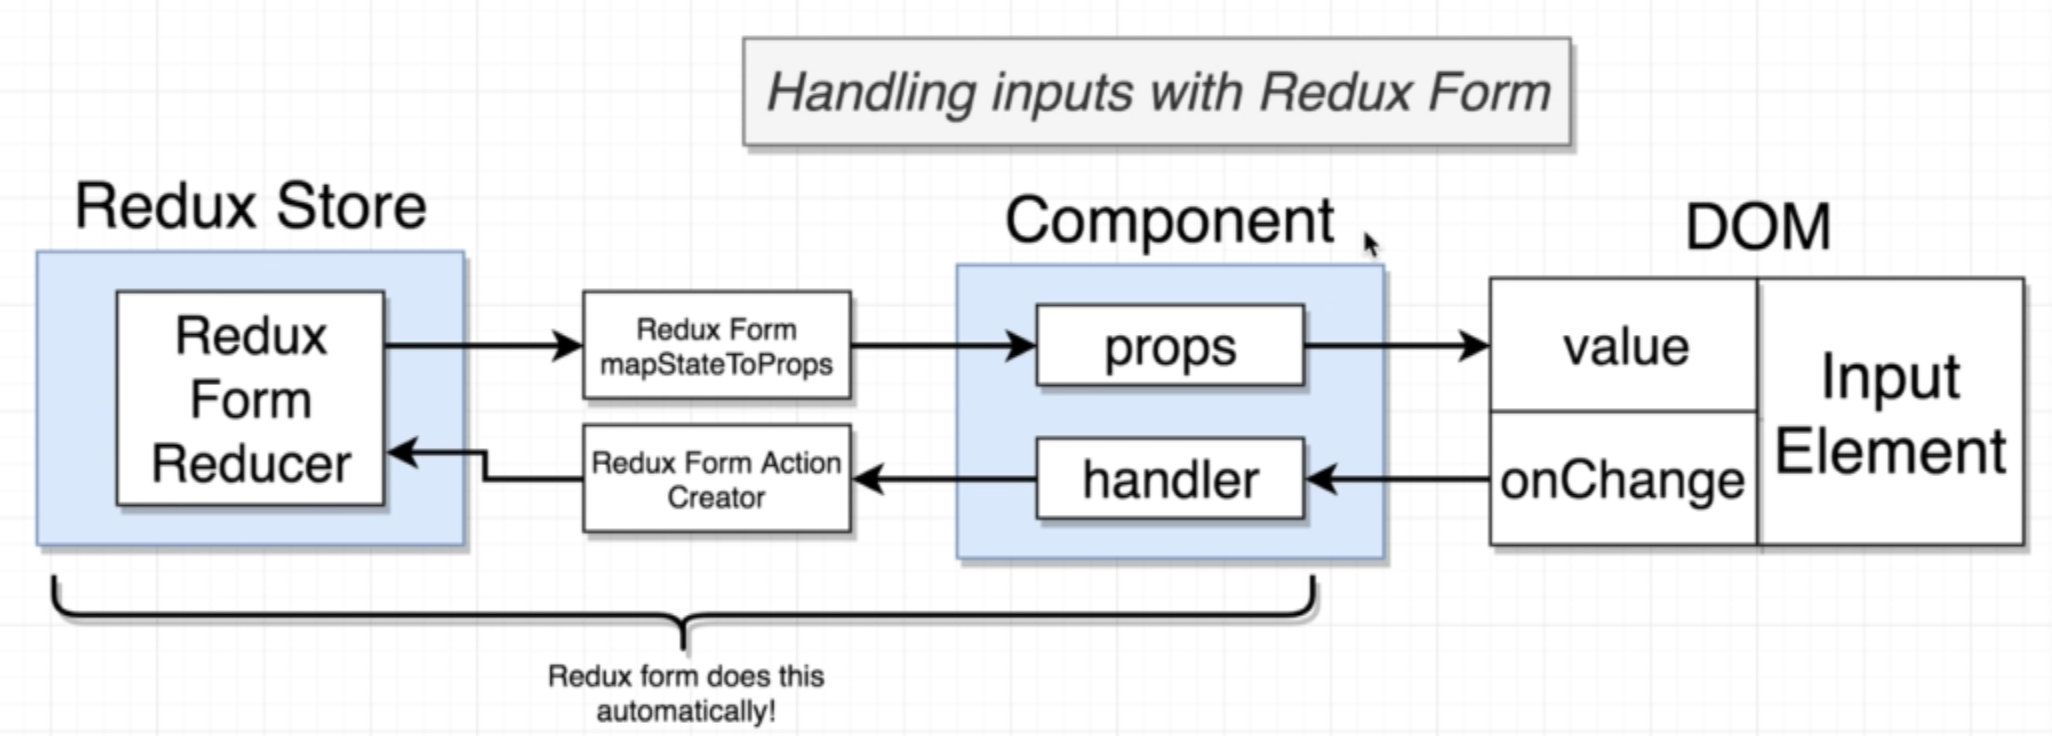 Handling inputs with Redux Form
Redux Store
Component
DOM
Redux
Form
Reducer
Redux Form
mapStateToProps
Redux Form Action
Creator
props
handler
value
onChange
Input
Element
Redux form does this
automatically!